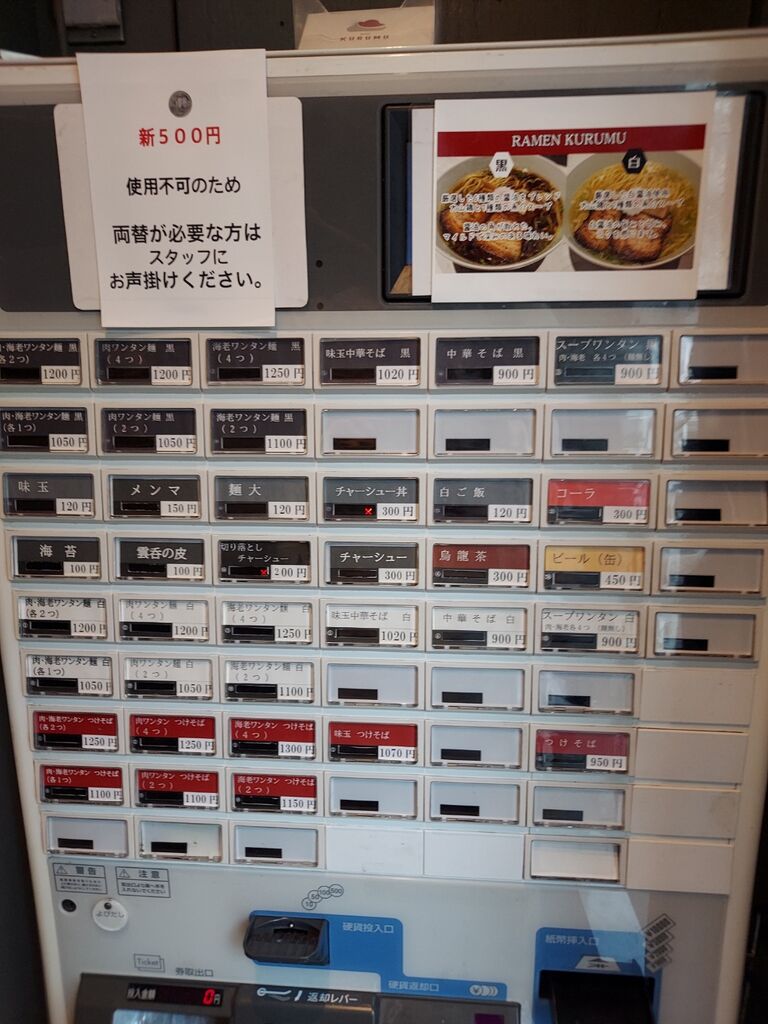 KURUMU
新500円
使用不可のため
両替が必要な方は
スタッフに
お声掛けください。
RAMEN KURUMU
黒
白
肉・海老ワンタン麺 黒
(各2つ)
1200円
肉ワンタン麺 黒
(4つ)
1200円
海老ワンタン麺 黒
(4つ)
1250円
味玉中華そば 黒
1020円
中華そば 黒
900円
スープワンタン 黒
肉・海老 各4つ (麺無し)
900円
肉・海老ワンタン麺 黒
(各1つ)
1050円
肉ワンタン麺 黒
(2つ)
1050円
海老ワンタン麺 黒
(2つ)
1100円
味玉
120円
メンマ
150円
麺大
120円
チャーシュー丼
300円
白ご飯
120円
コーラ
300円
海苔
100円
雲呑の皮
100円
切り落とし
チャーシュー
200円
チャーシュー
300円
烏龍茶
300円
ビール(缶)
450円
肉・海老ワンタン麺 白
(各2つ)
1200円
肉ワンタン麺 白
(4つ)
1200円
海老ワンタン麺 白
(4つ)
1250円
味玉中華そば 白
1020円
中華そば 白
900円
スープワンタン 白
肉・海老各4つ (麺無し)
900円
肉・海老ワンタン麺 白
(各1つ)
1050円
肉ワンタン麺 白
(2つ)
1050円
海老ワンタン麺 白
(2つ)
1100円
肉・海老ワンタン つけそば
(各2つ)
1250円
肉ワンタン つけそば
(4つ)
1250円
海老ワンタン つけそば
(4つ)
1300円
味玉 つけそば
1070円
つけそば
950円
肉・海老ワンタン つけそば
(各1つ)
1100円
肉ワンタン つけそば
(2つ)
1100円
海老ワンタン つけそば
(2つ)
1150円
警告
注意
よびだし
10 50 100 500
硬貨投入口
紙幣挿入口
Ticket
券取出口
硬貨返却口
投入金額
0円
返却レバー